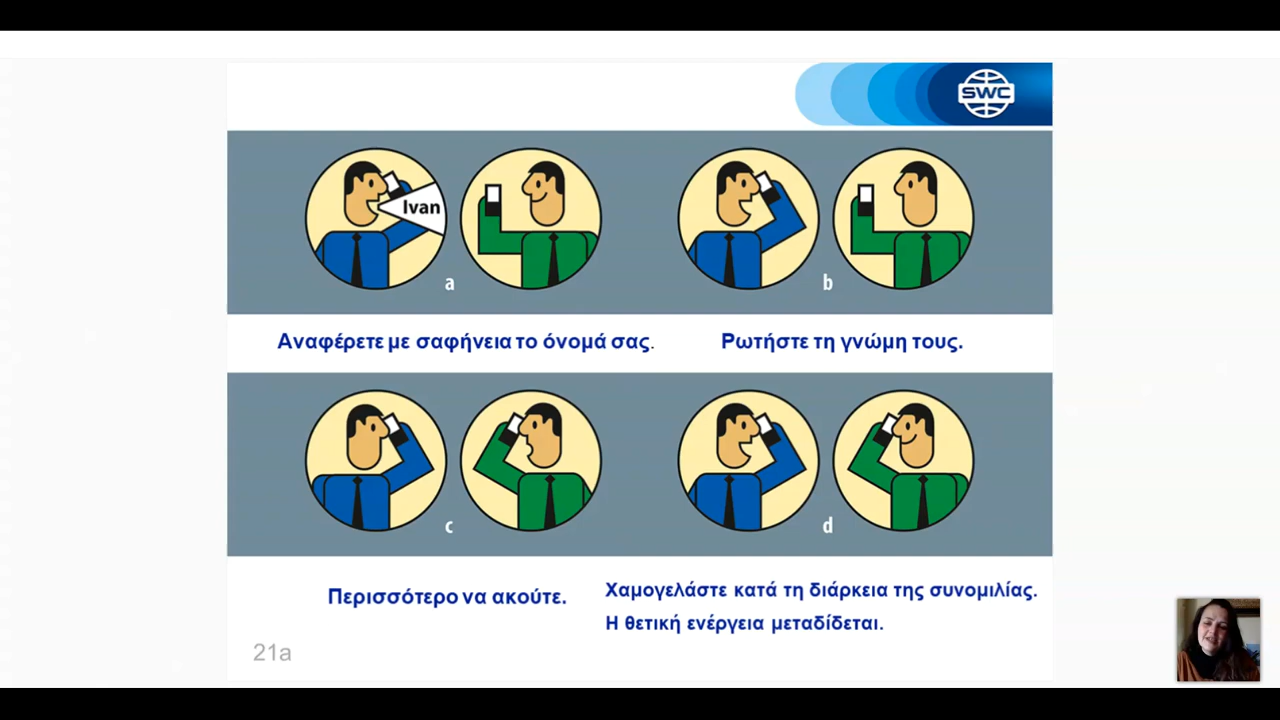 SWC
Ivan
a
b
Αναφέρετε με σαφήνεια το όνομά σας.
Ρωτήστε τη γνώμη τους.
c
d
Περισσότερο να ακούτε.
Χαμογελάστε κατά τη διάρκεια της συνομιλίας.
Η θετική ενέργεια μεταδίδεται.
21a